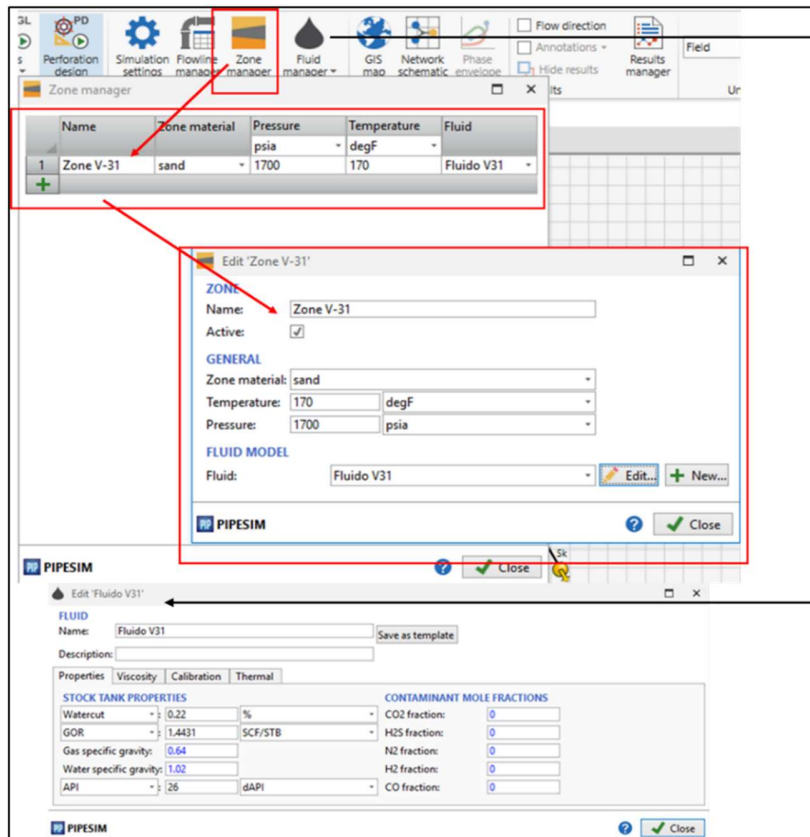 GL PD Flow direction
s Perforation design Simulation settings Flowline manager Zone manager Fluid manager GIS map Network schematic Phase envelope Annotations Hide results Results manager Field
lts Un
Zone manager
Name Zone material Pressure Temperature Fluid
psia degF
1 Zone V-31 sand 1700 170 Fluido V31
Edit 'Zone V-31'
ZONE
Name: Zone V-31
Active:
GENERAL
Zone material: sand
Temperature: 170 degF
Pressure: 1700 psia
FLUID MODEL
Fluid: Fluido V31 Edit... New...
PIP PIPESIM Close
PIP PIPESIM Close
Sk
Edit 'Fluido V31'
FLUID
Name: Fluido V31 Save as template
Description:
Properties Viscosity Calibration Thermal
STOCK TANK PROPERTIES CONTAMINANT MOLE FRACTIONS
Watercut : 0.22 % CO2 fraction: 0
GOR : 1.4431 SCF/STB H2S fraction: 0
Gas specific gravity: 0.64 N2 fraction: 0
Water specific gravity: 1.02 H2 fraction: 0
API : 26 dAPI CO fraction: 0
PIP PIPESIM Close